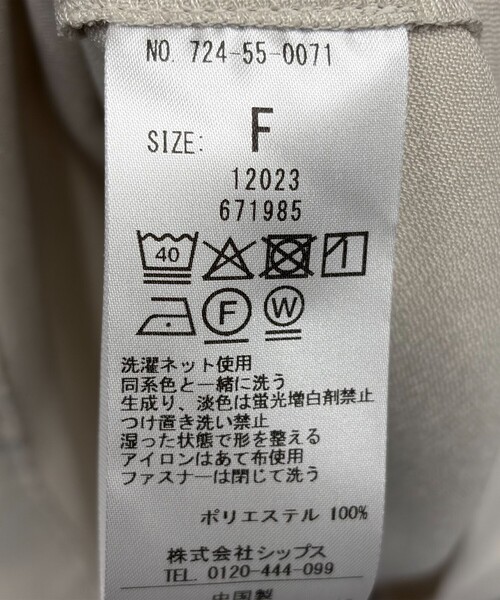 NO. 724-55-0071
SIZE: F
12023
671985
40
F W
洗濯ネット使用
同系色と一緒に洗う
生成り、淡色は蛍光増白剤禁止
つけ置き洗い禁止
湿った状態で形を整える
アイロンはあて布使用
ファスナーは閉じて洗う
ポリエステル 100%
株式会社シップス
TEL. 0120-444-099
中国製